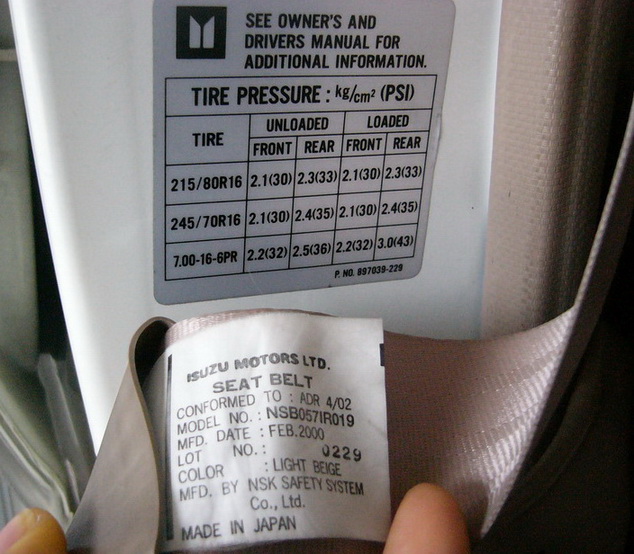 SEE OWNER'S AND
DRIVERS MANUAL FOR
ADDITIONAL INFORMATION.
TIRE PRESSURE : kg/cm² (PSI)
TIRE UNLOADED LOADED
FRONT REAR FRONT REAR
215/80R16 2.1(30) 2.3(33) 2.1(30) 2.3(33)
245/70R16 2.1(30) 2.4(35) 2.1(30) 2.4(35)
7.00-16-6PR 2.2(32) 2.5(36) 2.2(32) 3.0(43)
P. NO. 897039-229
ISUZU MOTORS LTD.
SEAT BELT
CONFORMED TO : ADR 4/02
MODEL NO. : NSB057IR019
MFD. DATE : FEB.2000
LOT NO. : 0229
COLOR : LIGHT BEIGE
MFD. BY NSK SAFETY SYSTEM
Co., Ltd.
MADE IN JAPAN